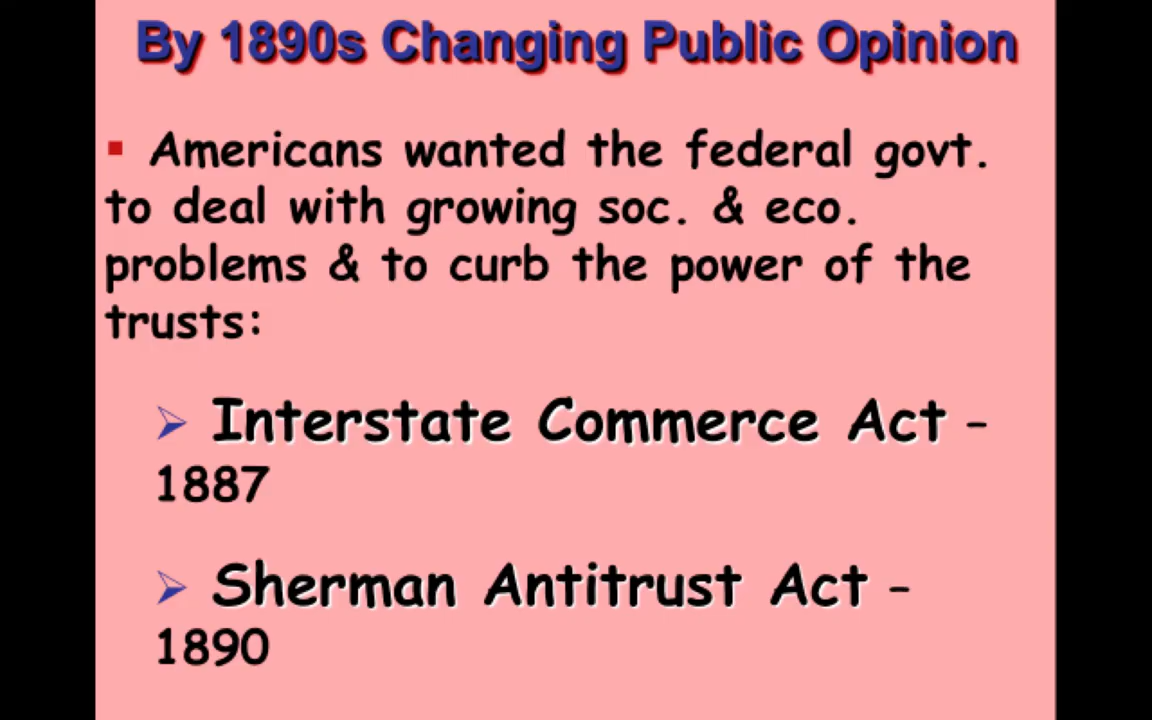 By 1890s Changing Public Opinion
▪ Americans wanted the federal govt.
to deal with growing soc. & eco.
problems & to curb the power of the
trusts:
➢ Interstate Commerce Act –
1887
➢ Sherman Antitrust Act –
1890